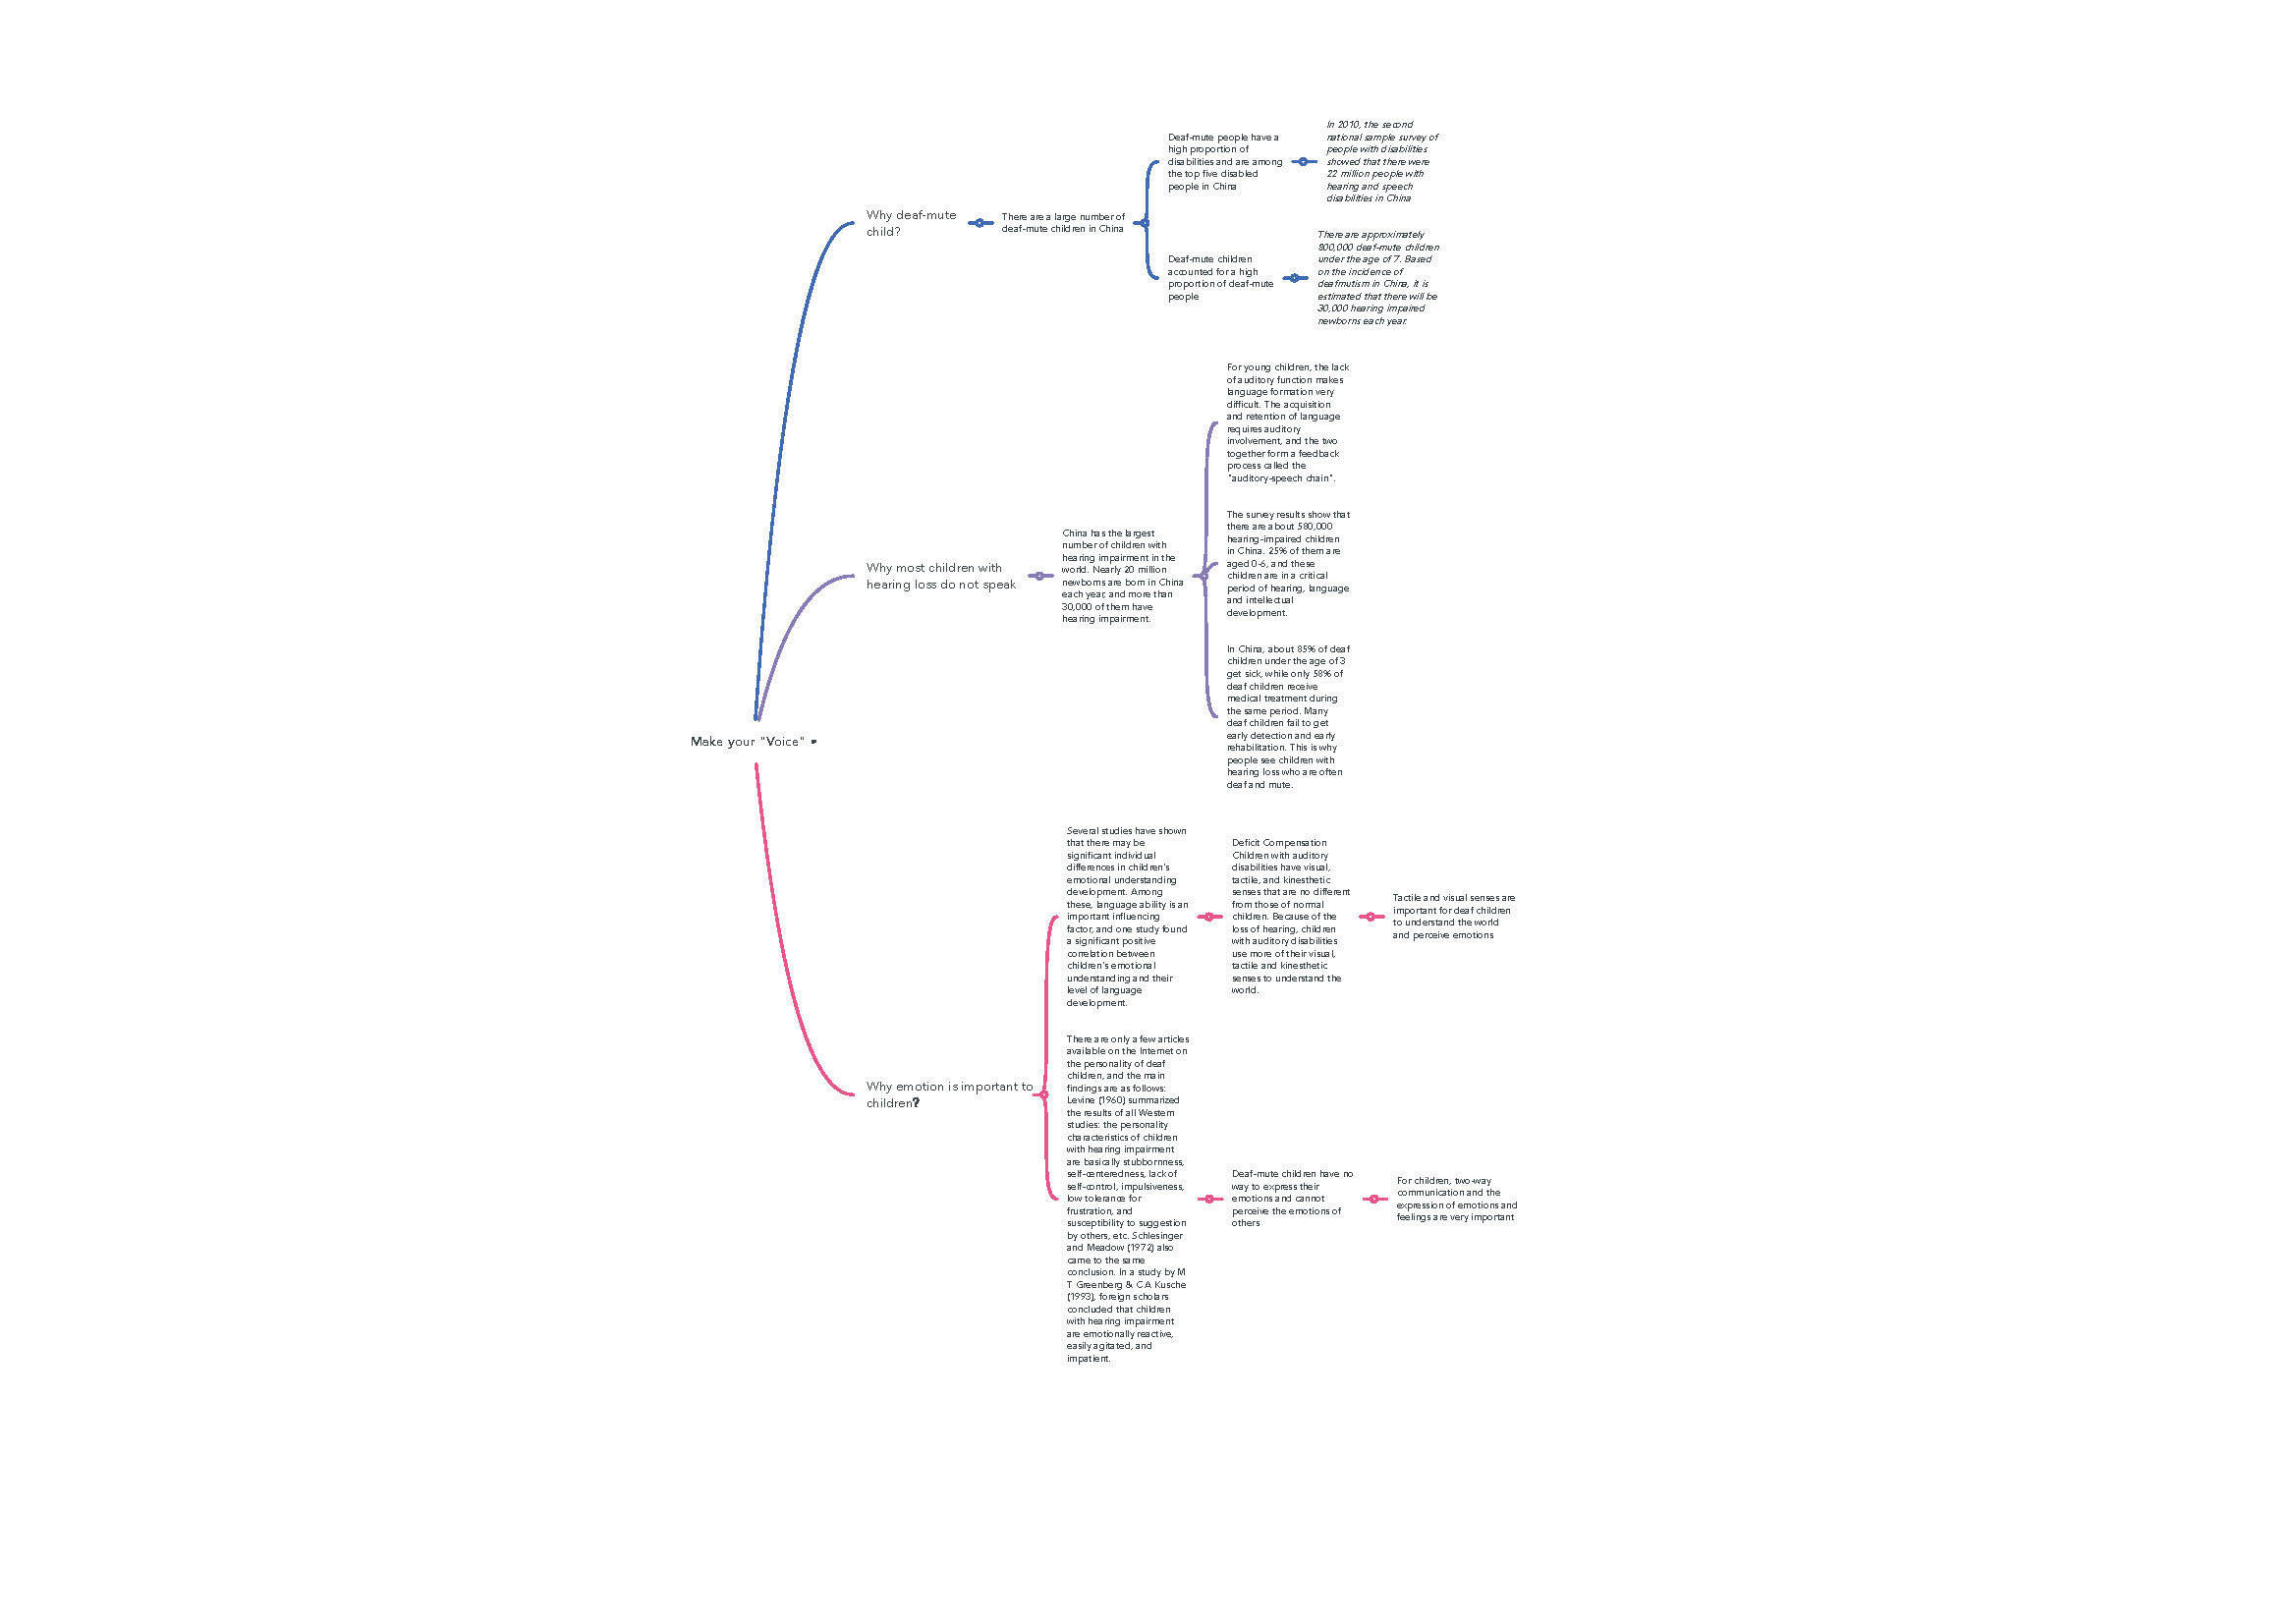 Make your "Voice"
Why deaf-mute
child?
There are a large number of
deaf-mute children in China
Deaf-mute people have a
high proportion of
disabilities and are among
the top five disabled
people in China
In 2010, the second
national sample survey of
people with disabilities
showed that there were
22 million people with
hearing and speech
disabilities in China
Deaf-mute children
accounted for a high
proportion of deaf-mute
people
There are approximately
800,000 deaf-mute children
under the age of 7. Based
on the incidence of
deafmutism in China, it is
estimated that there will be
30,000 hearing impaired
newborns each year.
Why most children with
hearing loss do not speak
China has the largest
number of children with
hearing impairment in the
world. Nearly 20 million
newborns are born in China
each year, and more than
30,000 of them have
hearing impairment.
For young children, the lack
of auditory function makes
language formation very
difficult. The acquisition
and retention of language
requires auditory
involvement, and the two
together form a feedback
process called the
"auditory-speech chain".
The survey results show that
there are about 580,000
hearing-impaired children
in China. 25% of them are
aged 0-6, and these
children are in a critical
period of hearing, language
and intellectual
development.
In China, about 85% of deaf
children under the age of 3
get sick, while only 58% of
deaf children receive
medical treatment during
the same period. Many
deaf children fail to get
early detection and early
rehabilitation. This is why
people see children with
hearing loss who are often
deaf and mute.
Why emotion is important to
children?
Several studies have shown
that there may be
significant individual
differences in children's
emotional understanding
development. Among
these, language ability is an
important influencing
factor, and one study found
a significant positive
correlation between
children's emotional
understanding and their
level of language
development.
Deficit Compensation
Children with auditory
disabilities have visual,
tactile, and kinesthetic
senses that are no different
from those of normal
children. Because of the
loss of hearing, children
with auditory disabilities
use more of their visual,
tactile and kinesthetic
senses to understand the
world.
Tactile and visual senses are
important for deaf children
to understand the world
and perceive emotions
There are only a few articles
available on the Internet on
the personality of deaf
children, and the main
findings are as follows:
Levine (1960) summarized
the results of all Western
studies: the personality
characteristics of children
with hearing impairment
are basically stubbornness,
self-centeredness, lack of
self-control, impulsiveness,
low tolerance for
frustration, and
susceptibility to suggestion
by others, etc. Schlesinger
and Meadow (1972) also
came to the same
conclusion. In a study by M
T Greenberg & C A Kusche
(1993), foreign scholars
concluded that children
with hearing impairment
are emotionally reactive,
easily agitated, and
impatient.
Deaf-mute children have no
way to express their
emotions and cannot
perceive the emotions of
others
For children, two-way
communication and the
expression of emotions and
feelings are very important